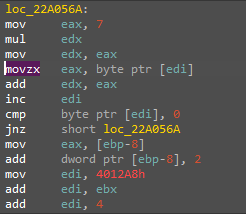 loc_22A056A:
mov eax, 7
mul edx
mov edx, eax
movzx eax, byte ptr [edi]
add edx, eax
inc edi
cmp byte ptr [edi], 0
jnz short loc_22A056A
mov eax, [ebp-8]
add dword ptr [ebp-8], 2
mov edi, 4012A8h
add edi, ebx
add edi, 4